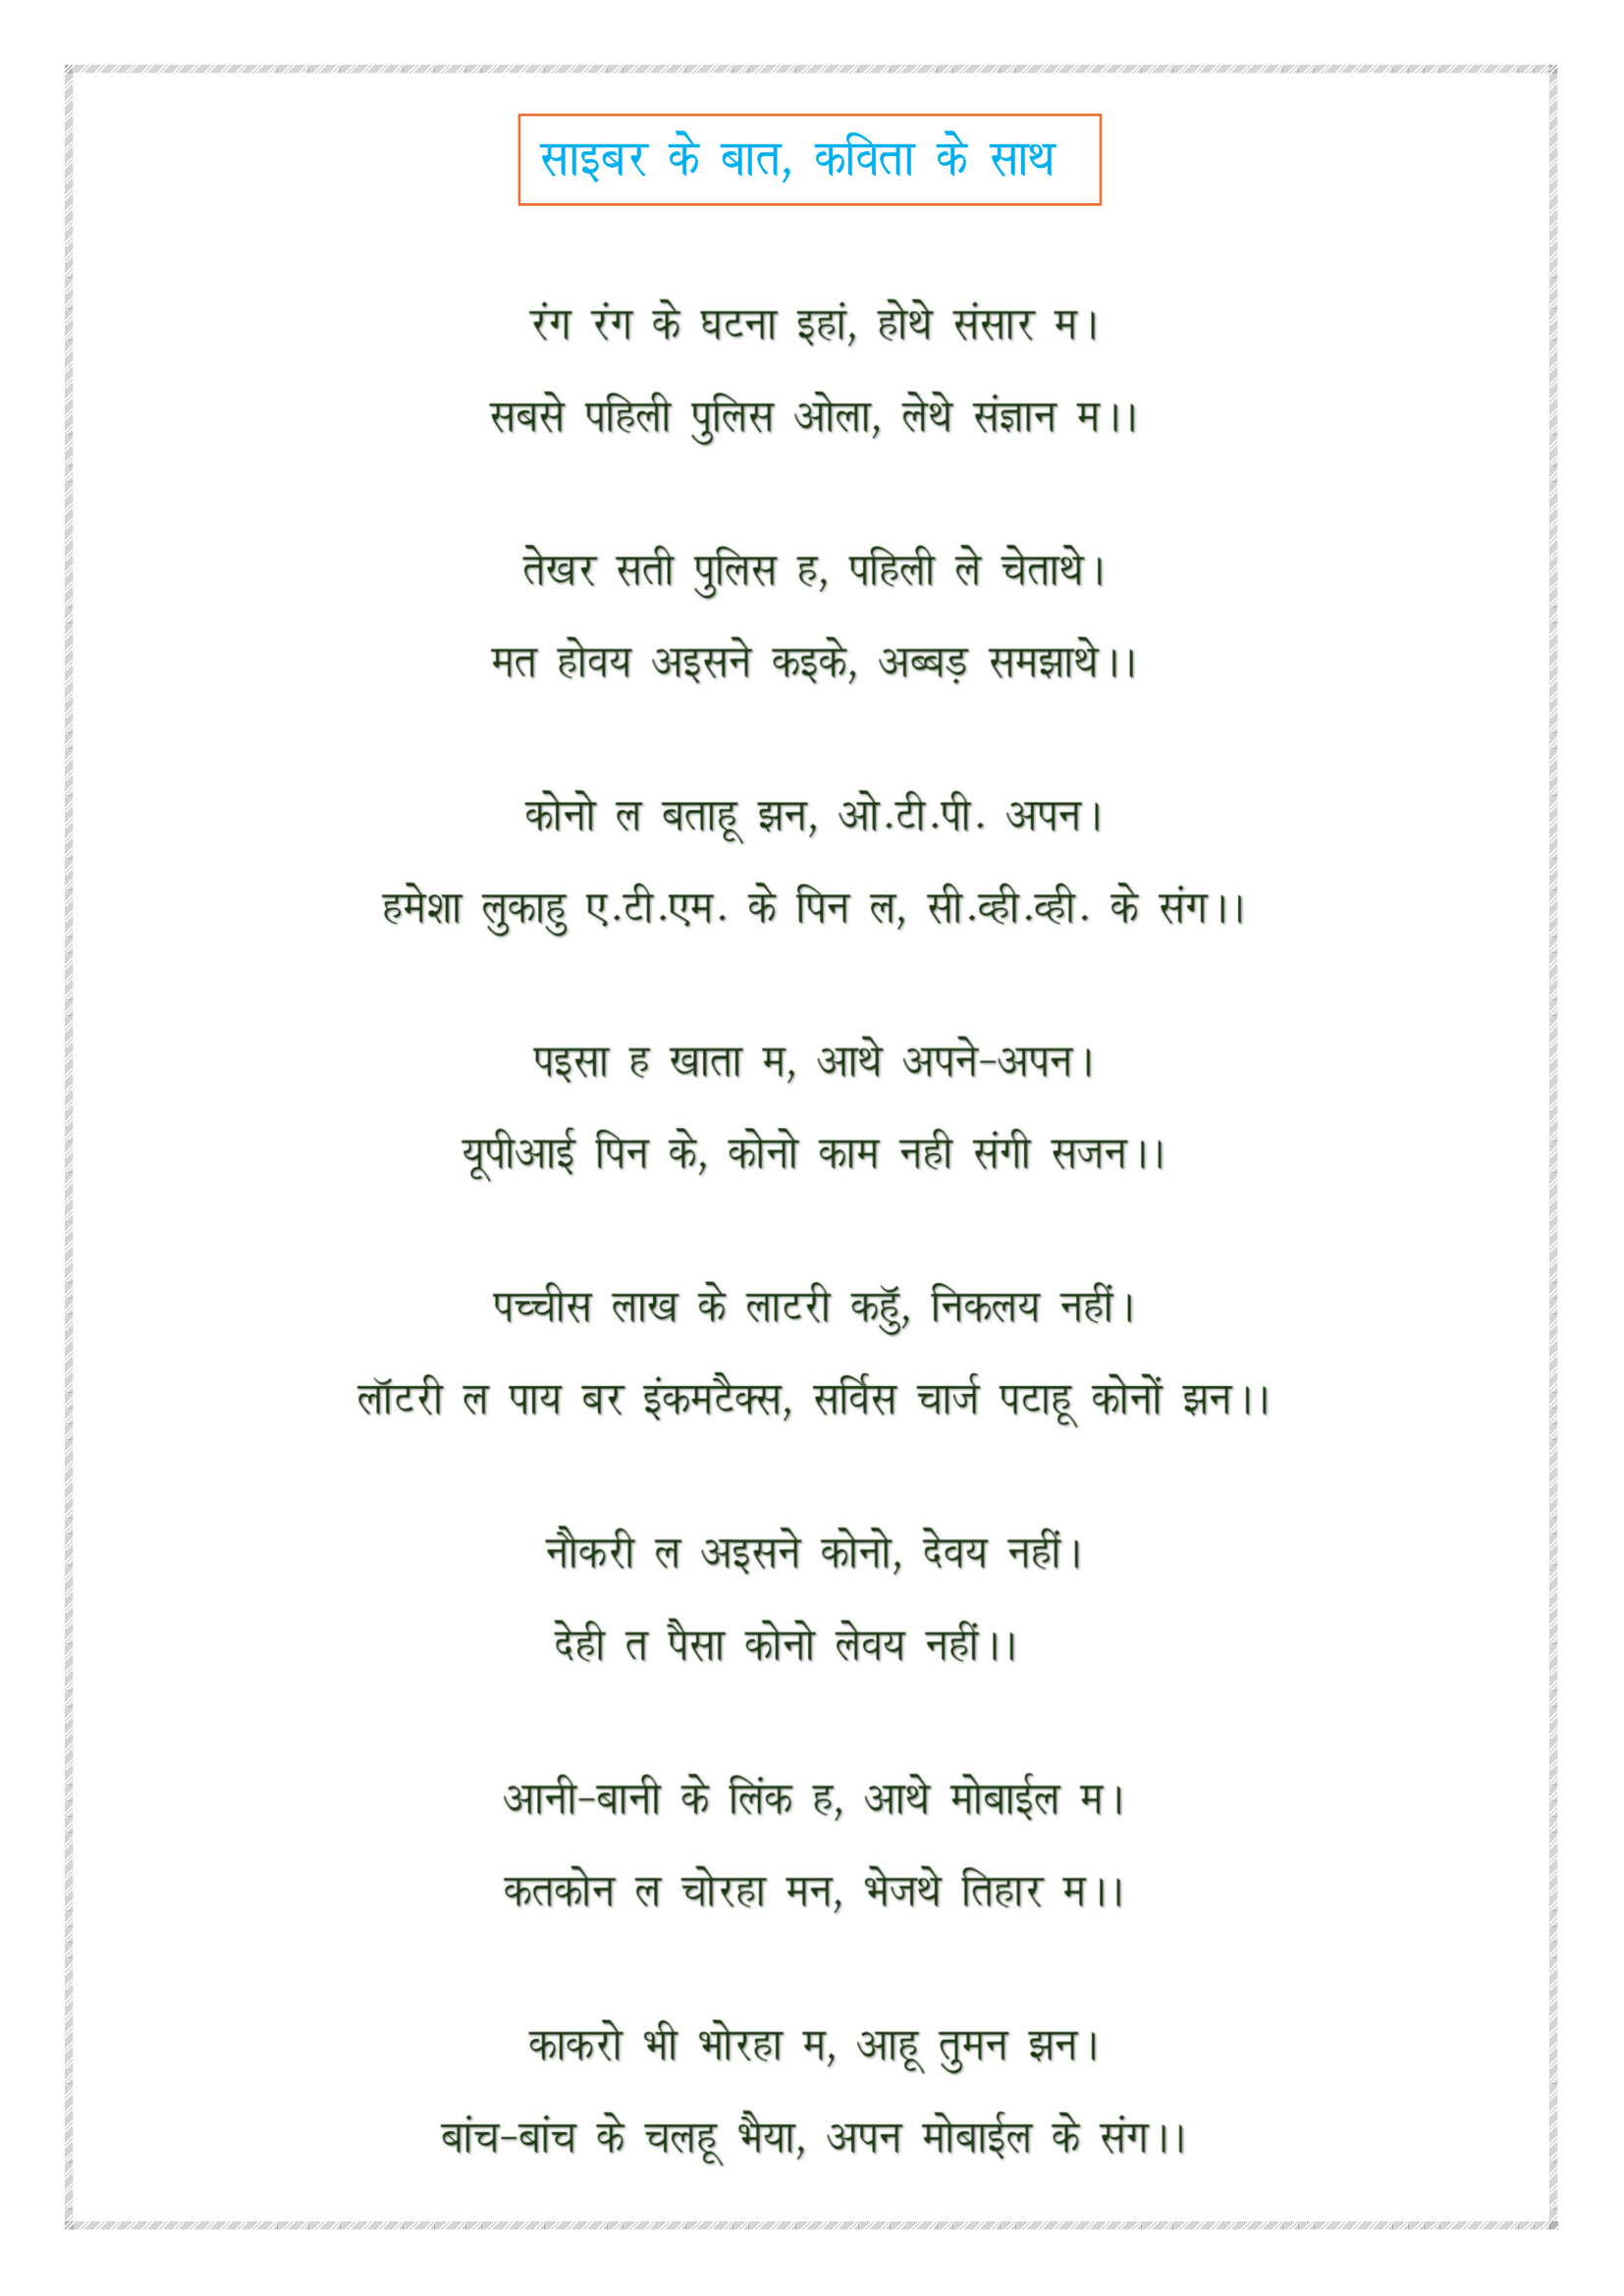 साइबर के बात, कविता के साथ
रंग रंग के घटना इहां, होथे संसार म।
सबसे पहिली पुलिस ओला, लेथे संज्ञान म।।
तेखर सती पुलिस ह, पहिली ले चेताथे।
मत होवय अइसने कइके, अब्बड़ समझाथे।।
कोनो ल बताहू झन, ओ.टी.पी. अपन।
हमेशा लुकाहु ए.टी.एम. के पिन ल, सी.व्ही.व्ही. के संग।।
पइसा ह खाता म, आथे अपने-अपन।
यूपीआई पिन के, कोनो काम नही संगी सजन।।
पच्चीस लाख के लाटरी कहॅु, निकलय नहीं।
लॉटरी ल पाय बर इंकमटैक्स, सर्विस चार्ज पटाहू कोनों झन।।
नौकरी ल अइसने कोनो, देवय नहीं।
देही त पैसा कोनो लेवय नहीं।।
आनी-बानी के लिंक ह, आथे मोबाईल म।
कतकोन ल चोरहा मन, भेजथे तिहार म।।
काकरो भी भोरहा म, आहू तुमन झन।
बांच-बांच के चलहू भैया, अपन मोबाईल के संग।।